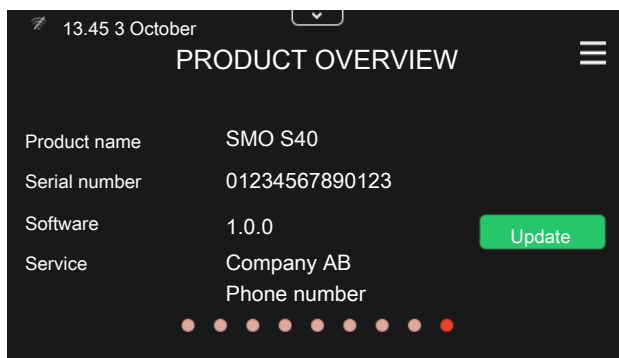 13.45 3 October
PRODUCT OVERVIEW
Product name SMO S40
Serial number 01234567890123
Software 1.0.0 Update
Service Company AB
Phone number